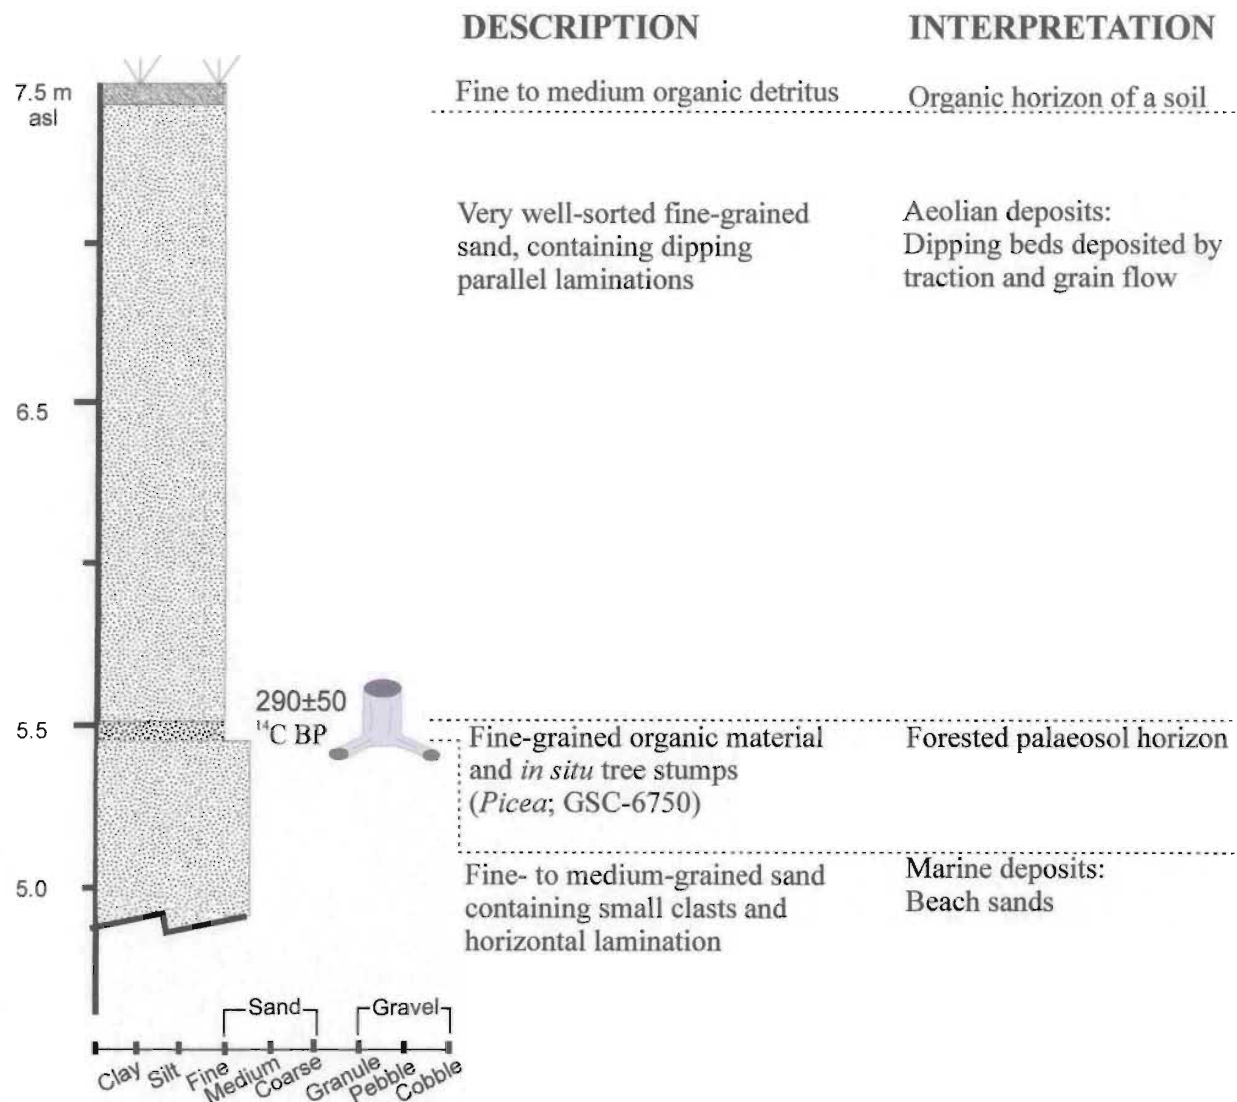 DESCRIPTION
INTERPRETATION
7.5 m
asl
Fine to medium organic detritus
Organic horizon of a soil
Very well-sorted fine-grained
sand, containing dipping
parallel laminations
Aeolian deposits:
Dipping beds deposited by
traction and grain flow
6.5
290±50
¹⁴C BP
5.5
Fine-grained organic material
and in situ tree stumps
(Picea; GSC-6750)
Forested palaeosol horizon
5.0
Fine- to medium-grained sand
containing small clasts and
horizontal lamination
Marine deposits:
Beach sands
Sand
Gravel
Clay
Silt
Fine
Medium
Coarse
Granule
Pebble
Cobble